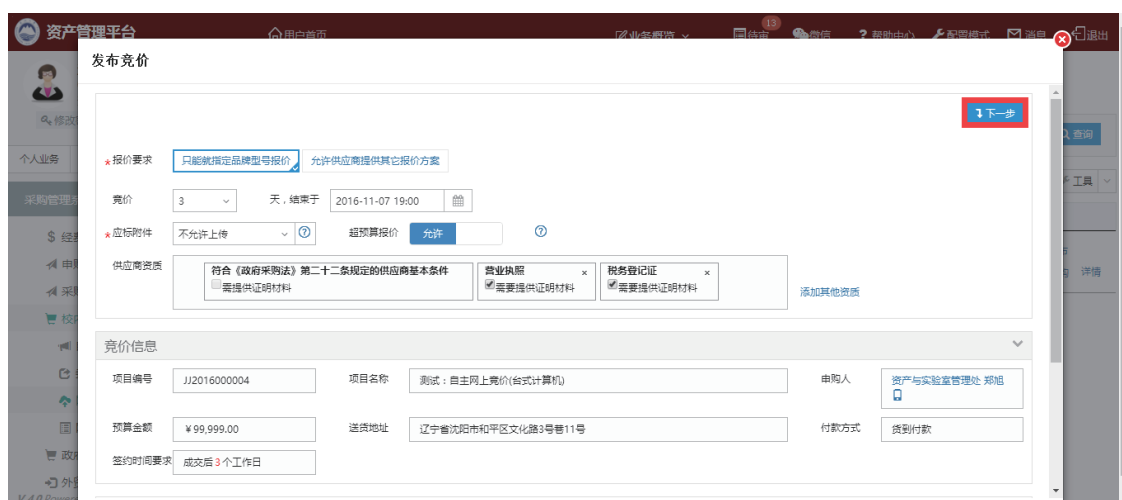 资产管理平台
用户首页
业务概览
待审
13
微信
? 帮助中心
配置模式
消息
退出
发布竞价
修改
下一步
查询
个人业务
*报价要求
只能就指定品牌型号报价
允许供应商提供其它报价方案
工具
采购管理
竞价
3
天，结束于
2016-11-07 19:00
$ 经
*应标附件
不允许上传
?
超预算报价
允许
?
申
供应商资质
符合《政府采购法》第二十二条规定的供应商基本条件
需提供证明材料
营业执照 ×
需要提供证明材料
税务登记证 ×
需要提供证明材料
添加其他资质
详情
采
校
竞价信息
项目编号
JJ2016000004
项目名称
测试：自主网上竞价(台式计算机)
申购人
资产与实验室管理处 郑旭
预算金额
¥99,999.00
送货地址
辽宁省沈阳市和平区文化路3号巷11号
付款方式
货到付款
签约时间要求
成交后3个工作日
政
外